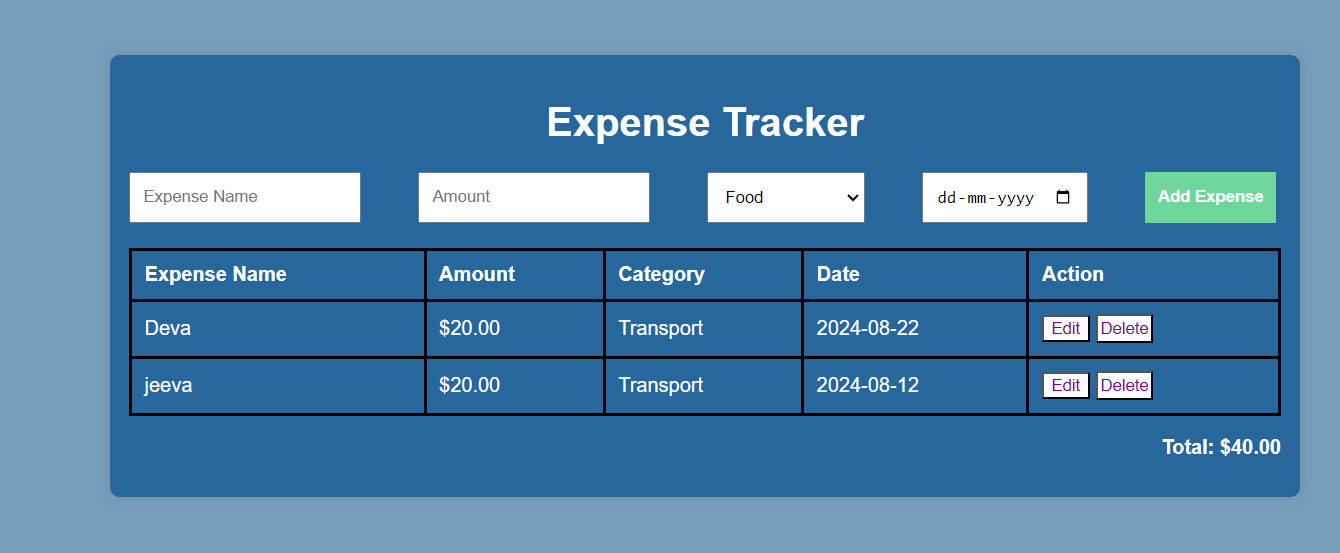 Expense Tracker
Expense Name Amount Food dd-mm-yyyy Add Expense
Expense Name Amount Category Date Action
Deva $20.00 Transport 2024-08-22 Edit Delete
jeeva $20.00 Transport 2024-08-12 Edit Delete
Total: $40.00